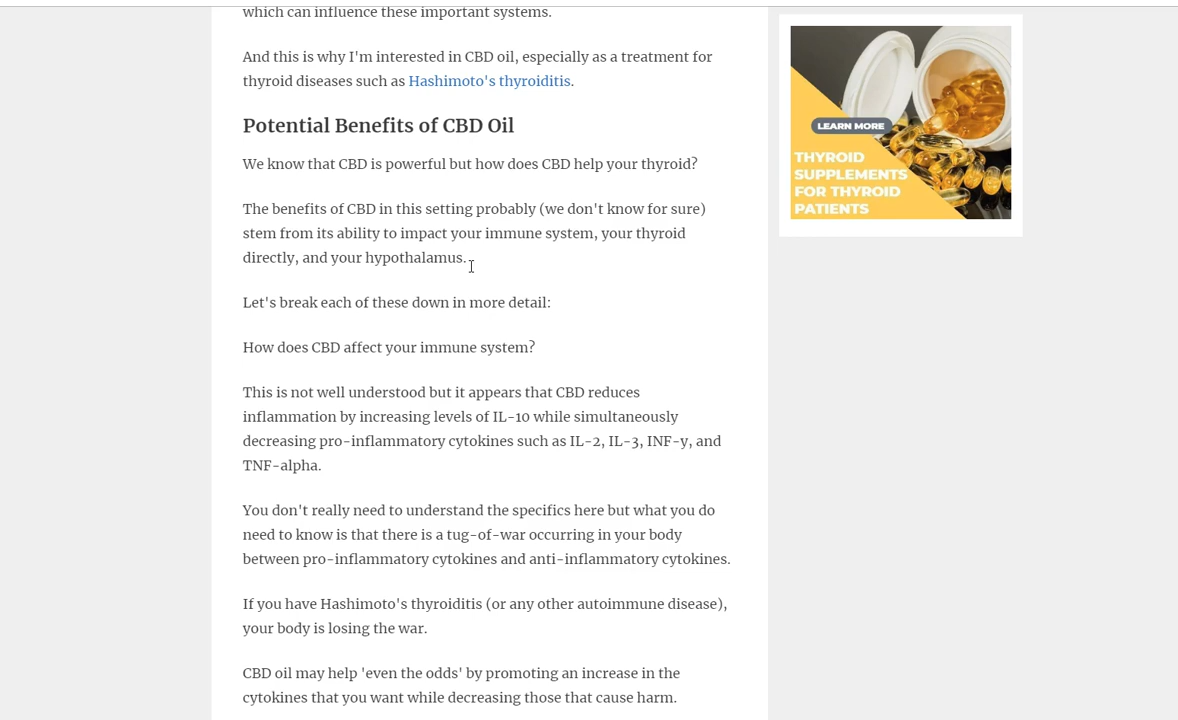 which can influence these important systems.
And this is why I'm interested in CBD oil, especially as a treatment for
thyroid diseases such as Hashimoto's thyroiditis.
Potential Benefits of CBD Oil
We know that CBD is powerful but how does CBD help your thyroid?
The benefits of CBD in this setting probably (we don't know for sure)
stem from its ability to impact your immune system, your thyroid
directly, and your hypothalamus.
Let's break each of these down in more detail:
How does CBD affect your immune system?
This is not well understood but it appears that CBD reduces
inflammation by increasing levels of IL-10 while simultaneously
decreasing pro-inflammatory cytokines such as IL-2, IL-3, INF-y, and
TNF-alpha.
You don't really need to understand the specifics here but what you do
need to know is that there is a tug-of-war occurring in your body
between pro-inflammatory cytokines and anti-inflammatory cytokines.
If you have Hashimoto's thyroiditis (or any other autoimmune disease),
your body is losing the war.
CBD oil may help 'even the odds' by promoting an increase in the
cytokines that you want while decreasing those that cause harm.
LEARN MORE
THYROID
SUPPLEMENTS
FOR THYROID
PATIENTS